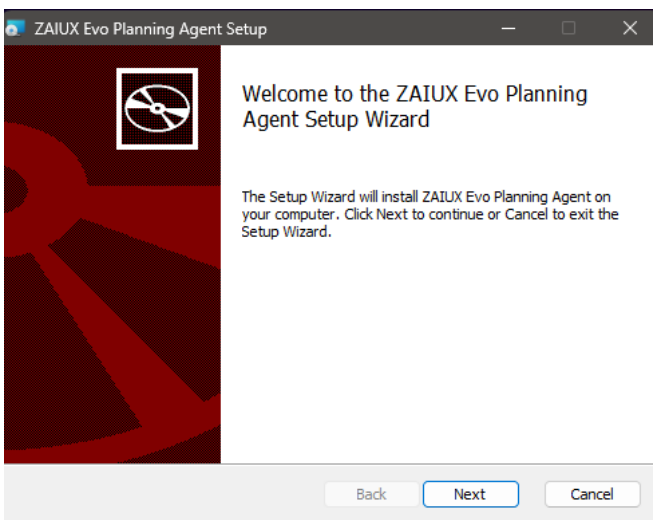 ZAIUX Evo Planning Agent Setup
Welcome to the ZAIUX Evo Planning
Agent Setup Wizard
The Setup Wizard will install ZAIUX Evo Planning Agent on
your computer. Click Next to continue or Cancel to exit the
Setup Wizard.
Back Next Cancel